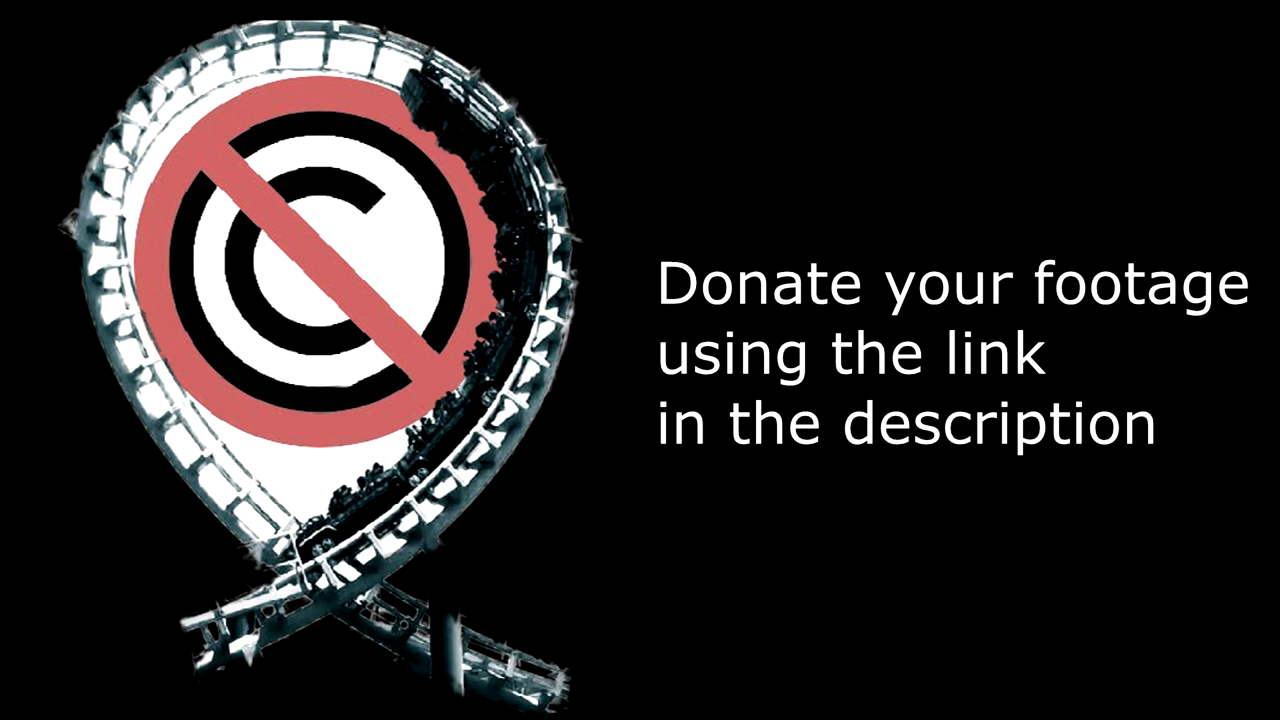 Donate your footage
using the link
in the description